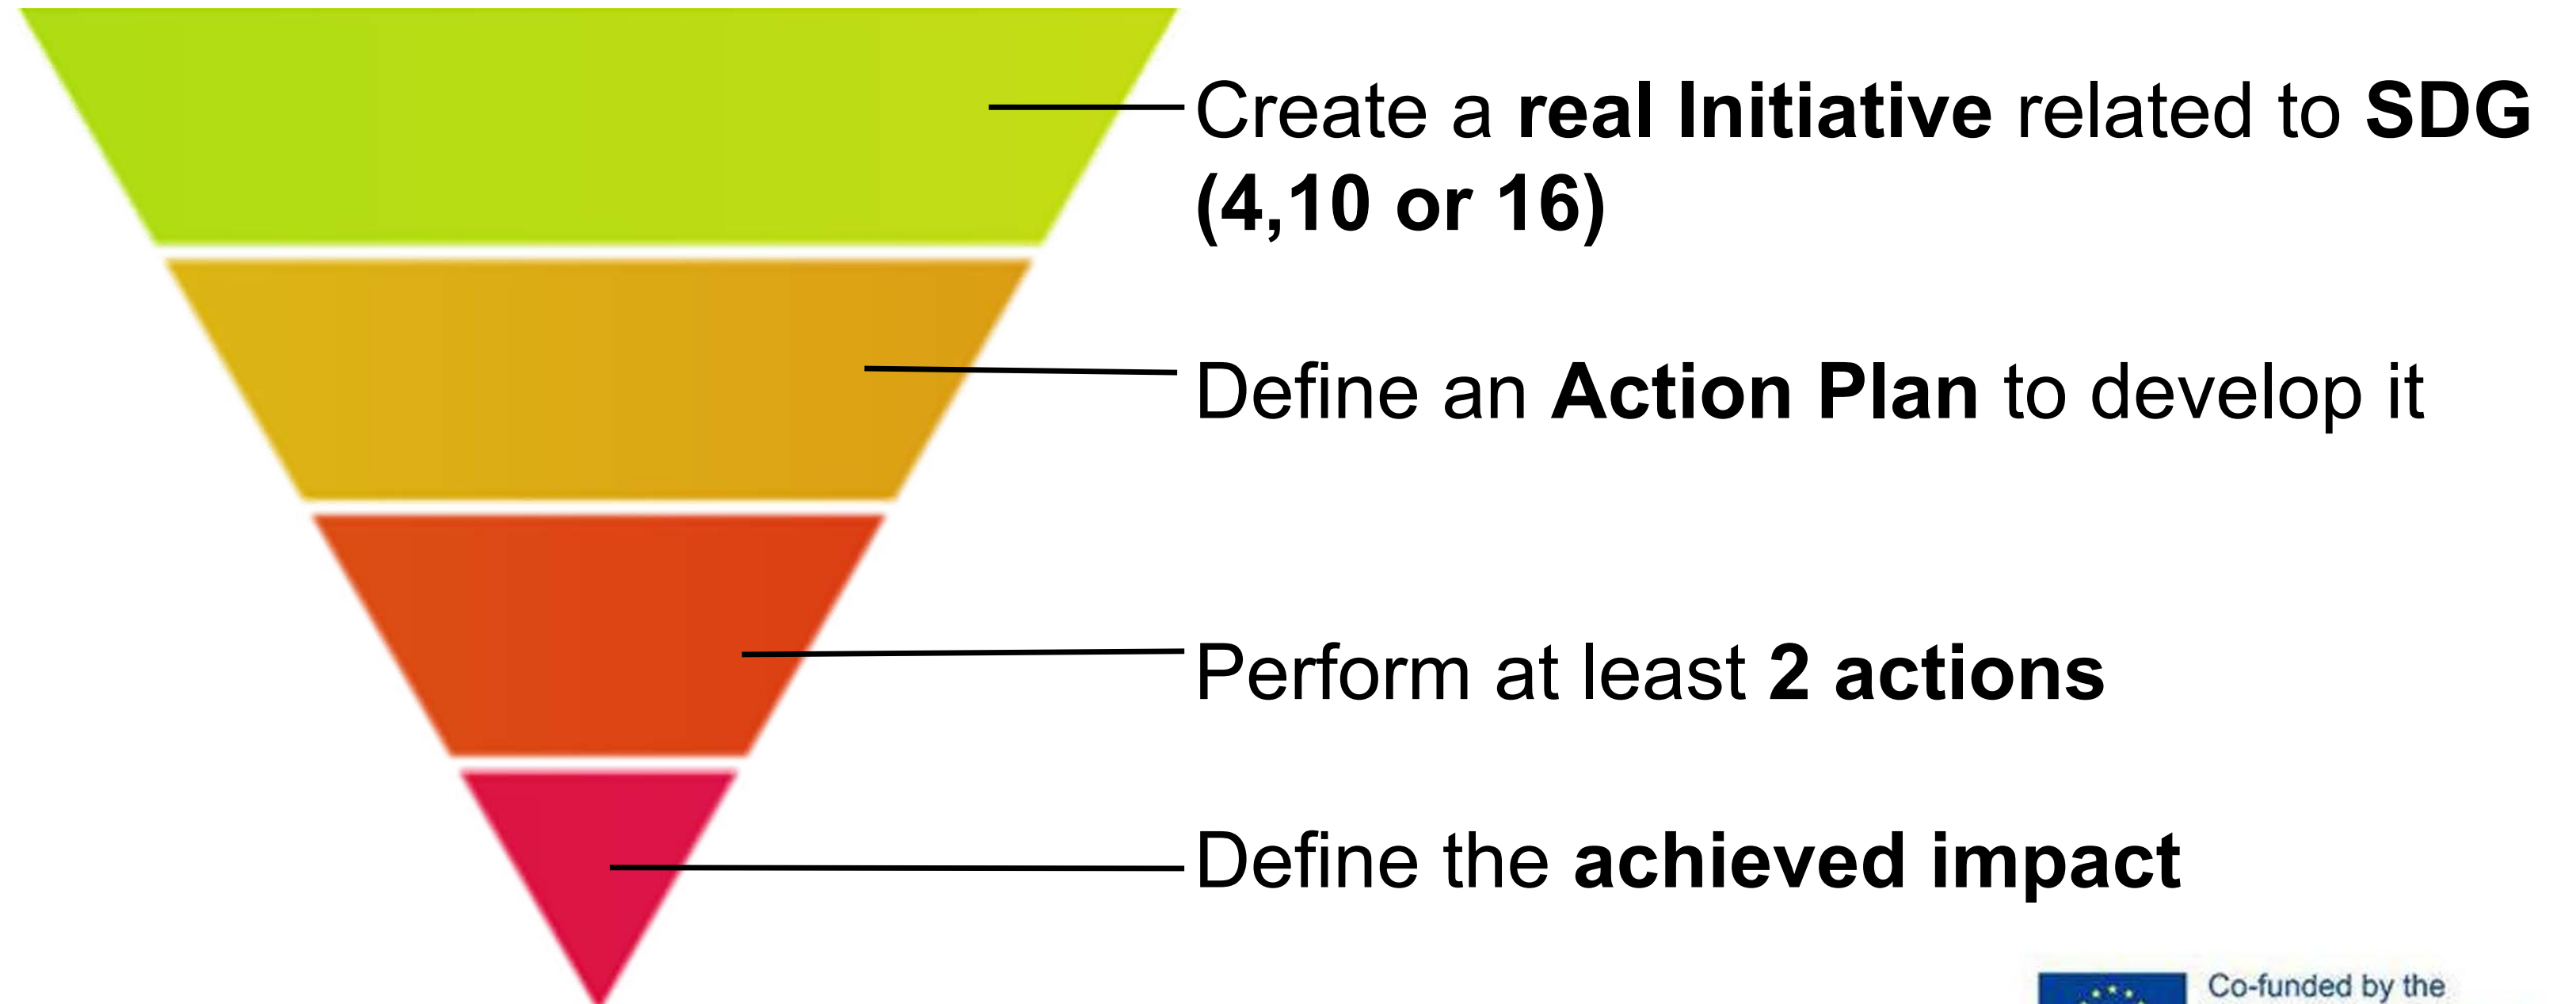 Create a real Initiative related to SDG
(4,10 or 16)
Define an Action Plan to develop it
Perform at least 2 actions
Define the achieved impact
Co-funded by the